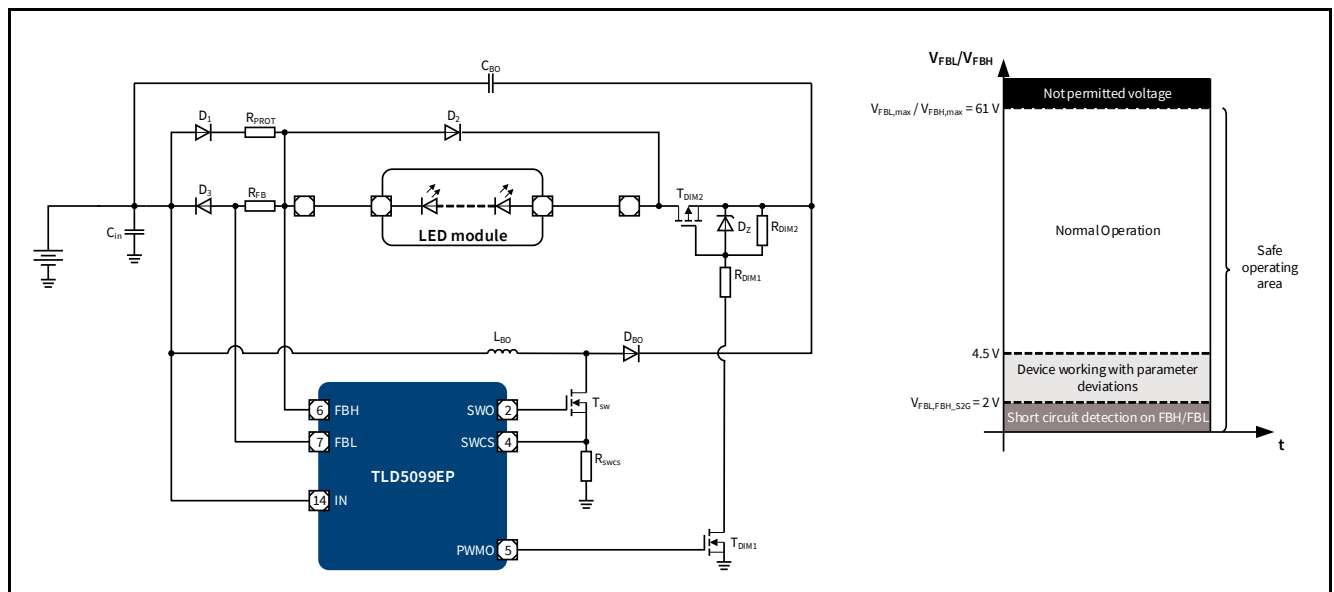 C_BO
D_1
R_PROT
D_2
D_3
R_FB
T_DIM2
C_in
LED module
D_Z
R_DIM2
R_DIM1
L_BO
D_BO
6 FBH
SWO 2
T_sw
7 FBL
SWCS 4
TLD5099EP
R_swcs
14 IN
PWMO 5
T_DIM1
V_FBL/V_FBH
Not permitted voltage
V_FBL,max / V_FBH,max = 61 V
Normal Operation
Safe
operating
area
4.5 V
Device working with parameter
deviations
V_FBL,FBH_S2G = 2 V
Short circuit detection on FBH/FBL
t